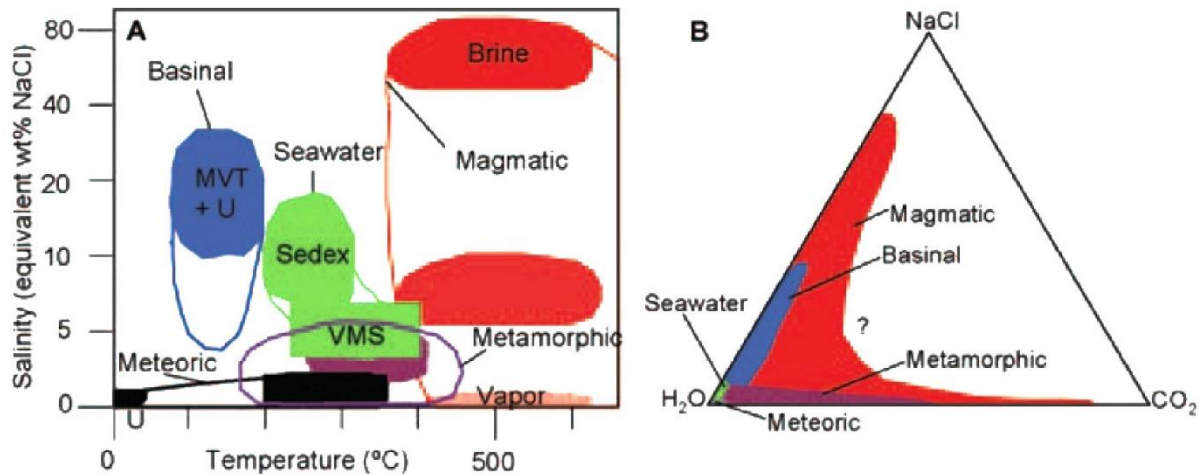 A
80
40
20
10
5
0
Salinity (equivalent wt% NaCl)
Basinal
MVT
+ U
Seawater
Sedex
VMS
Brine
Magmatic
Metamorphic
Meteoric
Vapor
U
0
Temperature (ºC)
500
B
NaCl
Magmatic
Basinal
Seawater
?
Metamorphic
H₂O
CO₂
Meteoric